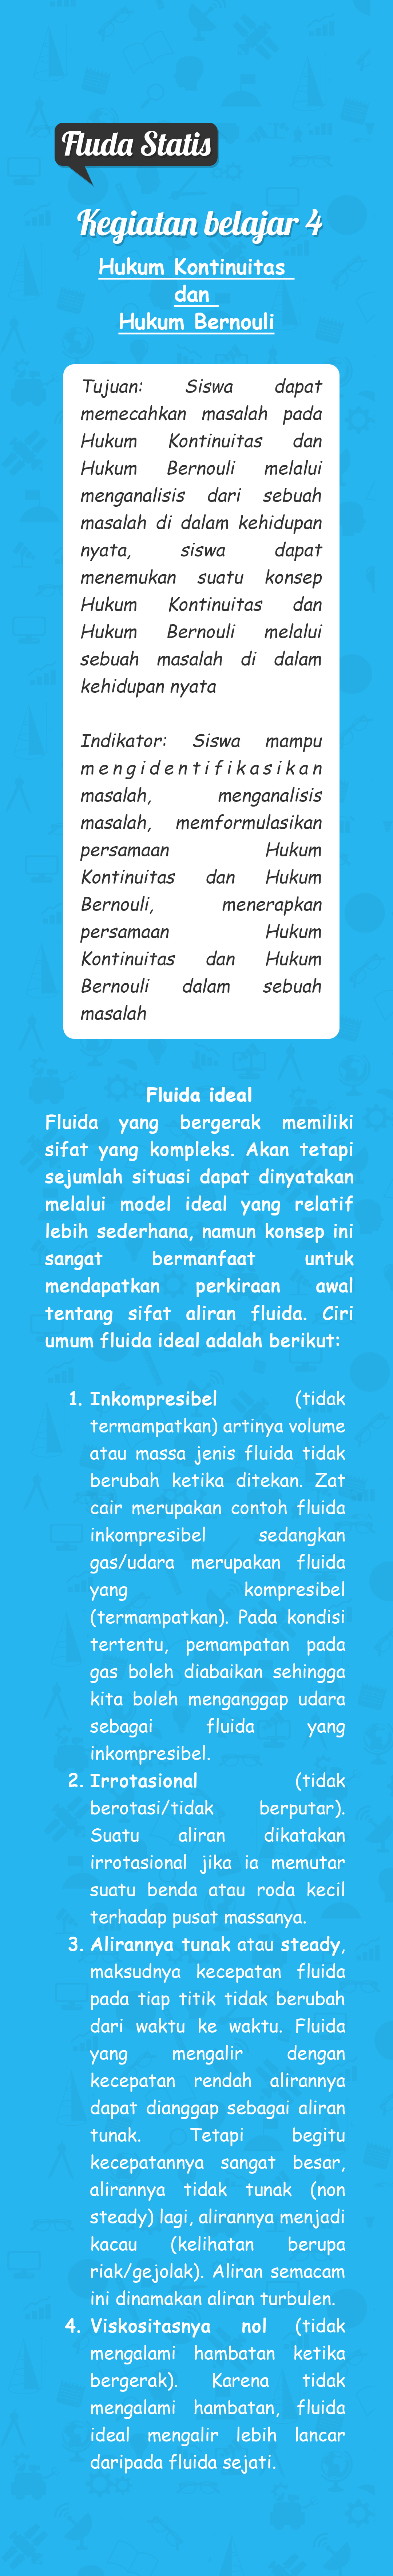 Fluda Statis
Kegiatan belajar 4
Hukum Kontinuitas
dan
Hukum Bernouli
Tujuan: Siswa dapat
memecahkan masalah pada
Hukum Kontinuitas dan
Hukum Bernouli melalui
menganalisis dari sebuah
masalah di dalam kehidupan
nyata, siswa dapat
menemukan suatu konsep
Hukum Kontinuitas dan
Hukum Bernouli melalui
sebuah masalah di dalam
kehidupan nyata
Indikator: Siswa mampu
mengidentifikasikan
masalah, menganalisis
masalah, memformulasikan
persamaan Hukum
Kontinuitas dan Hukum
Bernouli, menerapkan
persamaan Hukum
Kontinuitas dan Hukum
Bernouli dalam sebuah
masalah
Fluida ideal
Fluida yang bergerak memiliki
sifat yang kompleks. Akan tetapi
sejumlah situasi dapat dinyatakan
melalui model ideal yang relatif
lebih sederhana, namun konsep ini
sangat bermanfaat untuk
mendapatkan perkiraan awal
tentang sifat aliran fluida. Ciri
umum fluida ideal adalah berikut:
1. Inkompresibel (tidak
termampatkan) artinya volume
atau massa jenis fluida tidak
berubah ketika ditekan. Zat
cair merupakan contoh fluida
inkompresibel sedangkan
gas/udara merupakan fluida
yang kompresibel
(termampatkan). Pada kondisi
tertentu, pemampatan pada
gas boleh diabaikan sehingga
kita boleh menganggap udara
sebagai fluida yang
inkompresibel.
2. Irrotasional (tidak
berotasi/tidak berputar).
Suatu aliran dikatakan
irrotasional jika ia memutar
suatu benda atau roda kecil
terhadap pusat massanya.
3. Alirannya tunak atau steady,
maksudnya kecepatan fluida
pada tiap titik tidak berubah
dari waktu ke waktu. Fluida
yang mengalir dengan
kecepatan rendah alirannya
dapat dianggap sebagai aliran
tunak. Tetapi begitu
kecepatannya sangat besar,
alirannya tidak tunak (non
steady) lagi, alirannya menjadi
kacau (kelihatan berupa
riak/gejolak). Aliran semacam
ini dinamakan aliran turbulen.
4. Viskositasnya nol (tidak
mengalami hambatan ketika
bergerak). Karena tidak
mengalami hambatan, fluida
ideal mengalir lebih lancar
daripada fluida sejati.